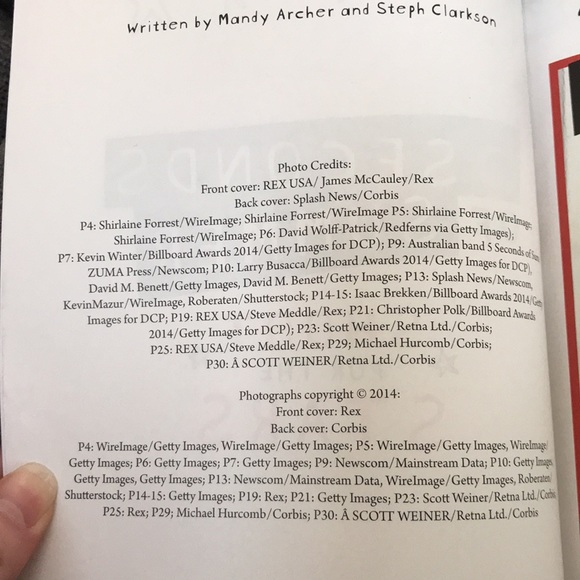 Written by Mandy Archer and Steph Clarkson
SECONDS
Photo Credits:
Front cover: REX USA/ James McCauley/Rex
Back cover: Splash News/Corbis
P4: Shirlaine Forrest/WireImage; Shirlaine Forrest/WireImage P5: Shirlaine Forrest/WireImage,
Shirlaine Forrest/WireImage; P6: David Wolff-Patrick/Redferns via Getty Images);
P7: Kevin Winter/Billboard Awards 2014/Getty Images for DCP); P9: Australian band 5 Seconds of
ZUMA Press/Newscom; P10: Larry Busacca/Billboard Awards 2014/Getty Images for DCP),
David M. Benett/Getty Images, David M. Benett/Getty Images; P13: Splash News/Newscom,
KevinMazur/WireImage, Roberaten/Shutterstock; P14-15: Isaac Brekken/Billboard Awards 2014/Getty
Images for DCP; P19: REX USA/Steve Meddle/Rex; P21: Christopher Polk/Billboard Awards
2014/Getty Images for DCP); P23: Scott Weiner/Retna Ltd./Corbis;
P25: REX USA/Steve Meddle/Rex; P29; Michael Hurcomb/Corbis;
P30: Â SCOTT WEINER/Retna Ltd./Corbis
Photographs copyright © 2014:
Front cover: Rex
Back cover: Corbis
P4: WireImage/Getty Images, WireImage/Getty Images; P5: WireImage/Getty Images, WireImage/
Getty Images; P6: Getty Images; P7: Getty Images; P9: Newscom/Mainstream Data; P10: Getty Images,
Getty Images, Getty Images; P13: Newscom/Mainstream Data, WireImage/Getty Images, Roberaten/
Shutterstock; P14-15: Getty Images; P19: Rex; P21: Getty Images; P23: Scott Weiner/Retna Ltd./Corbis
P25: Rex; P29; Michael Hurcomb/Corbis; P30: Â SCOTT WEINER/Retna Ltd./Corbis